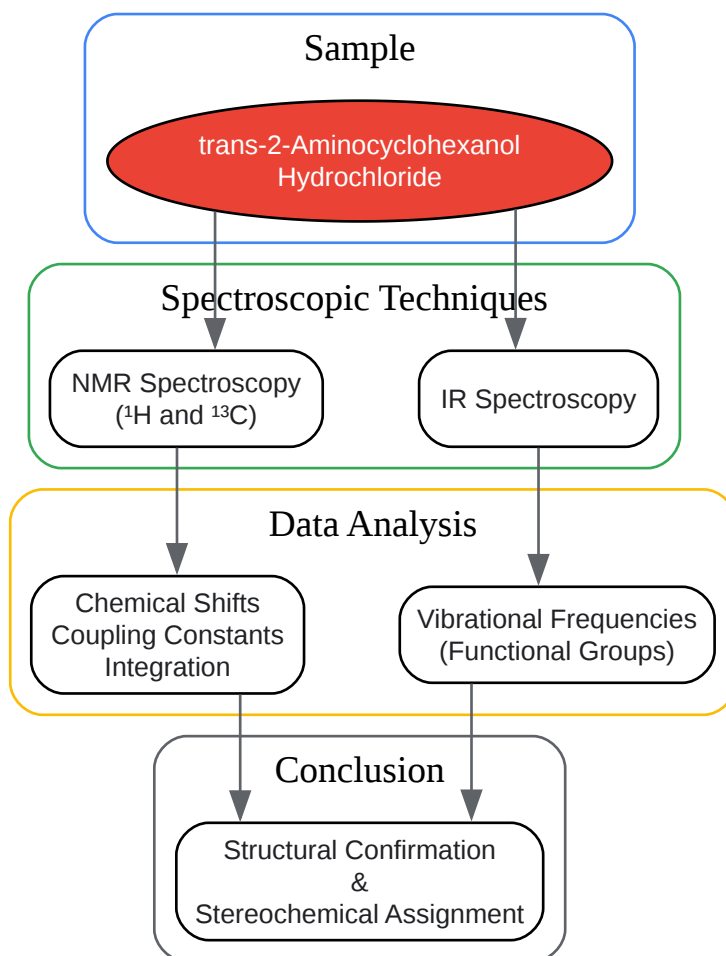 Sample
trans-2-Aminocyclohexanol
Hydrochloride
Spectroscopic Techniques
NMR Spectroscopy
(¹H and ¹³C)
IR Spectroscopy
Data Analysis
Chemical Shifts
Coupling Constants
Integration
Vibrational Frequencies
(Functional Groups)
Conclusion
Structural Confirmation
&
Stereochemical Assignment